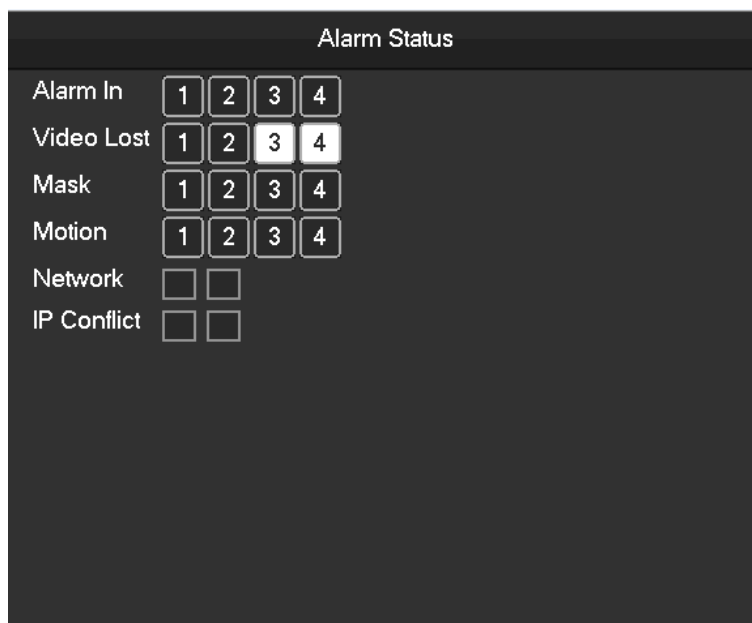 Alarm Status
Alarm In 1 2 3 4
Video Lost 1 2 3 4
Mask 1 2 3 4
Motion 1 2 3 4
Network
IP Conflict